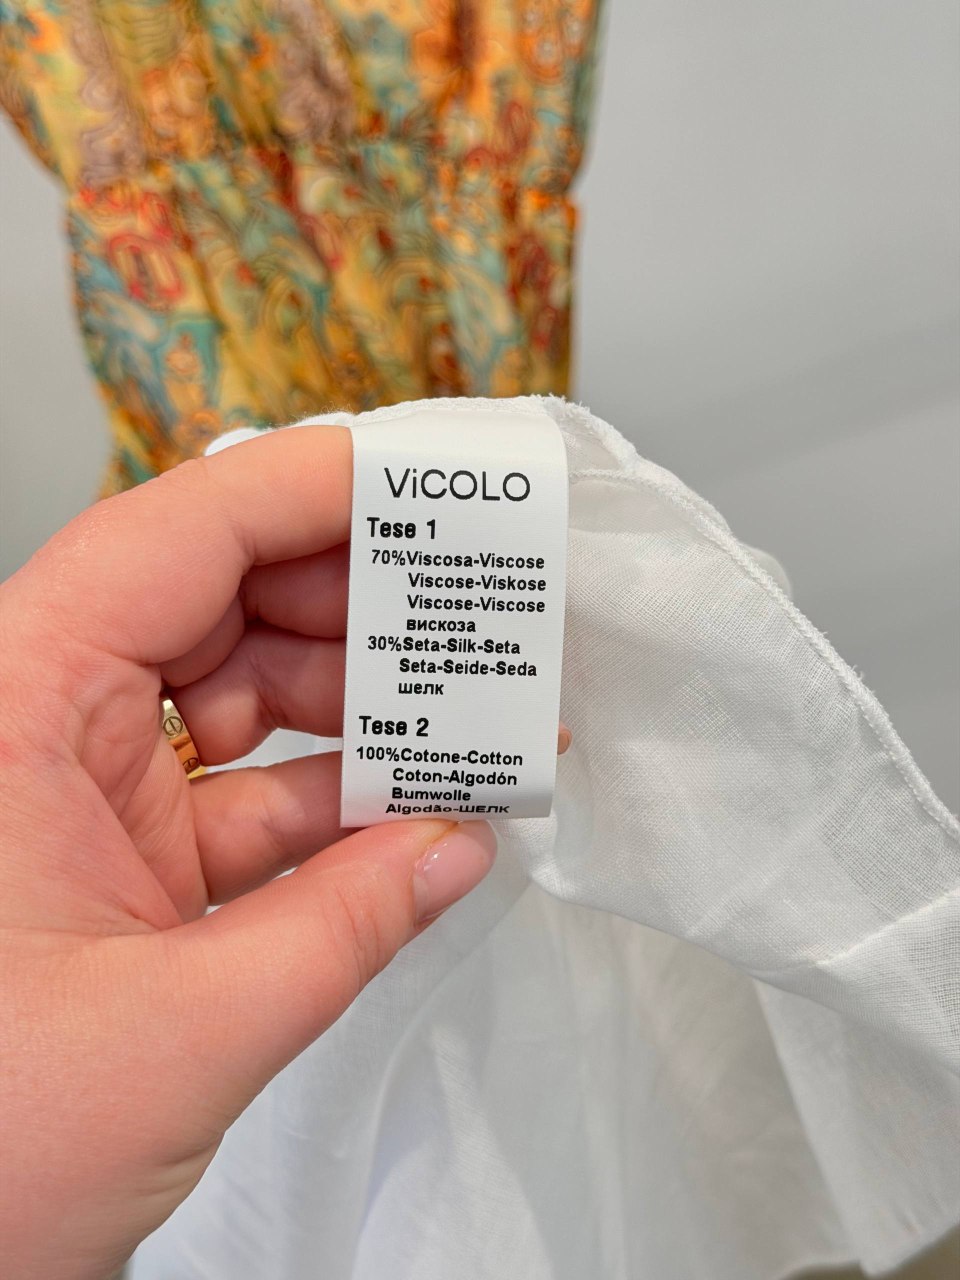 ViCOLO
Tese 1
70%Viscosa-Viscose
Viscose-Viskose
Viscose-Viscose
вискоза
30%Seta-Silk-Seta
Seta-Seide-Seda
шелк
Tese 2
100%Cotone-Cotton
Coton-Algodón
Bumwolle
Algodão-ШЕЛК